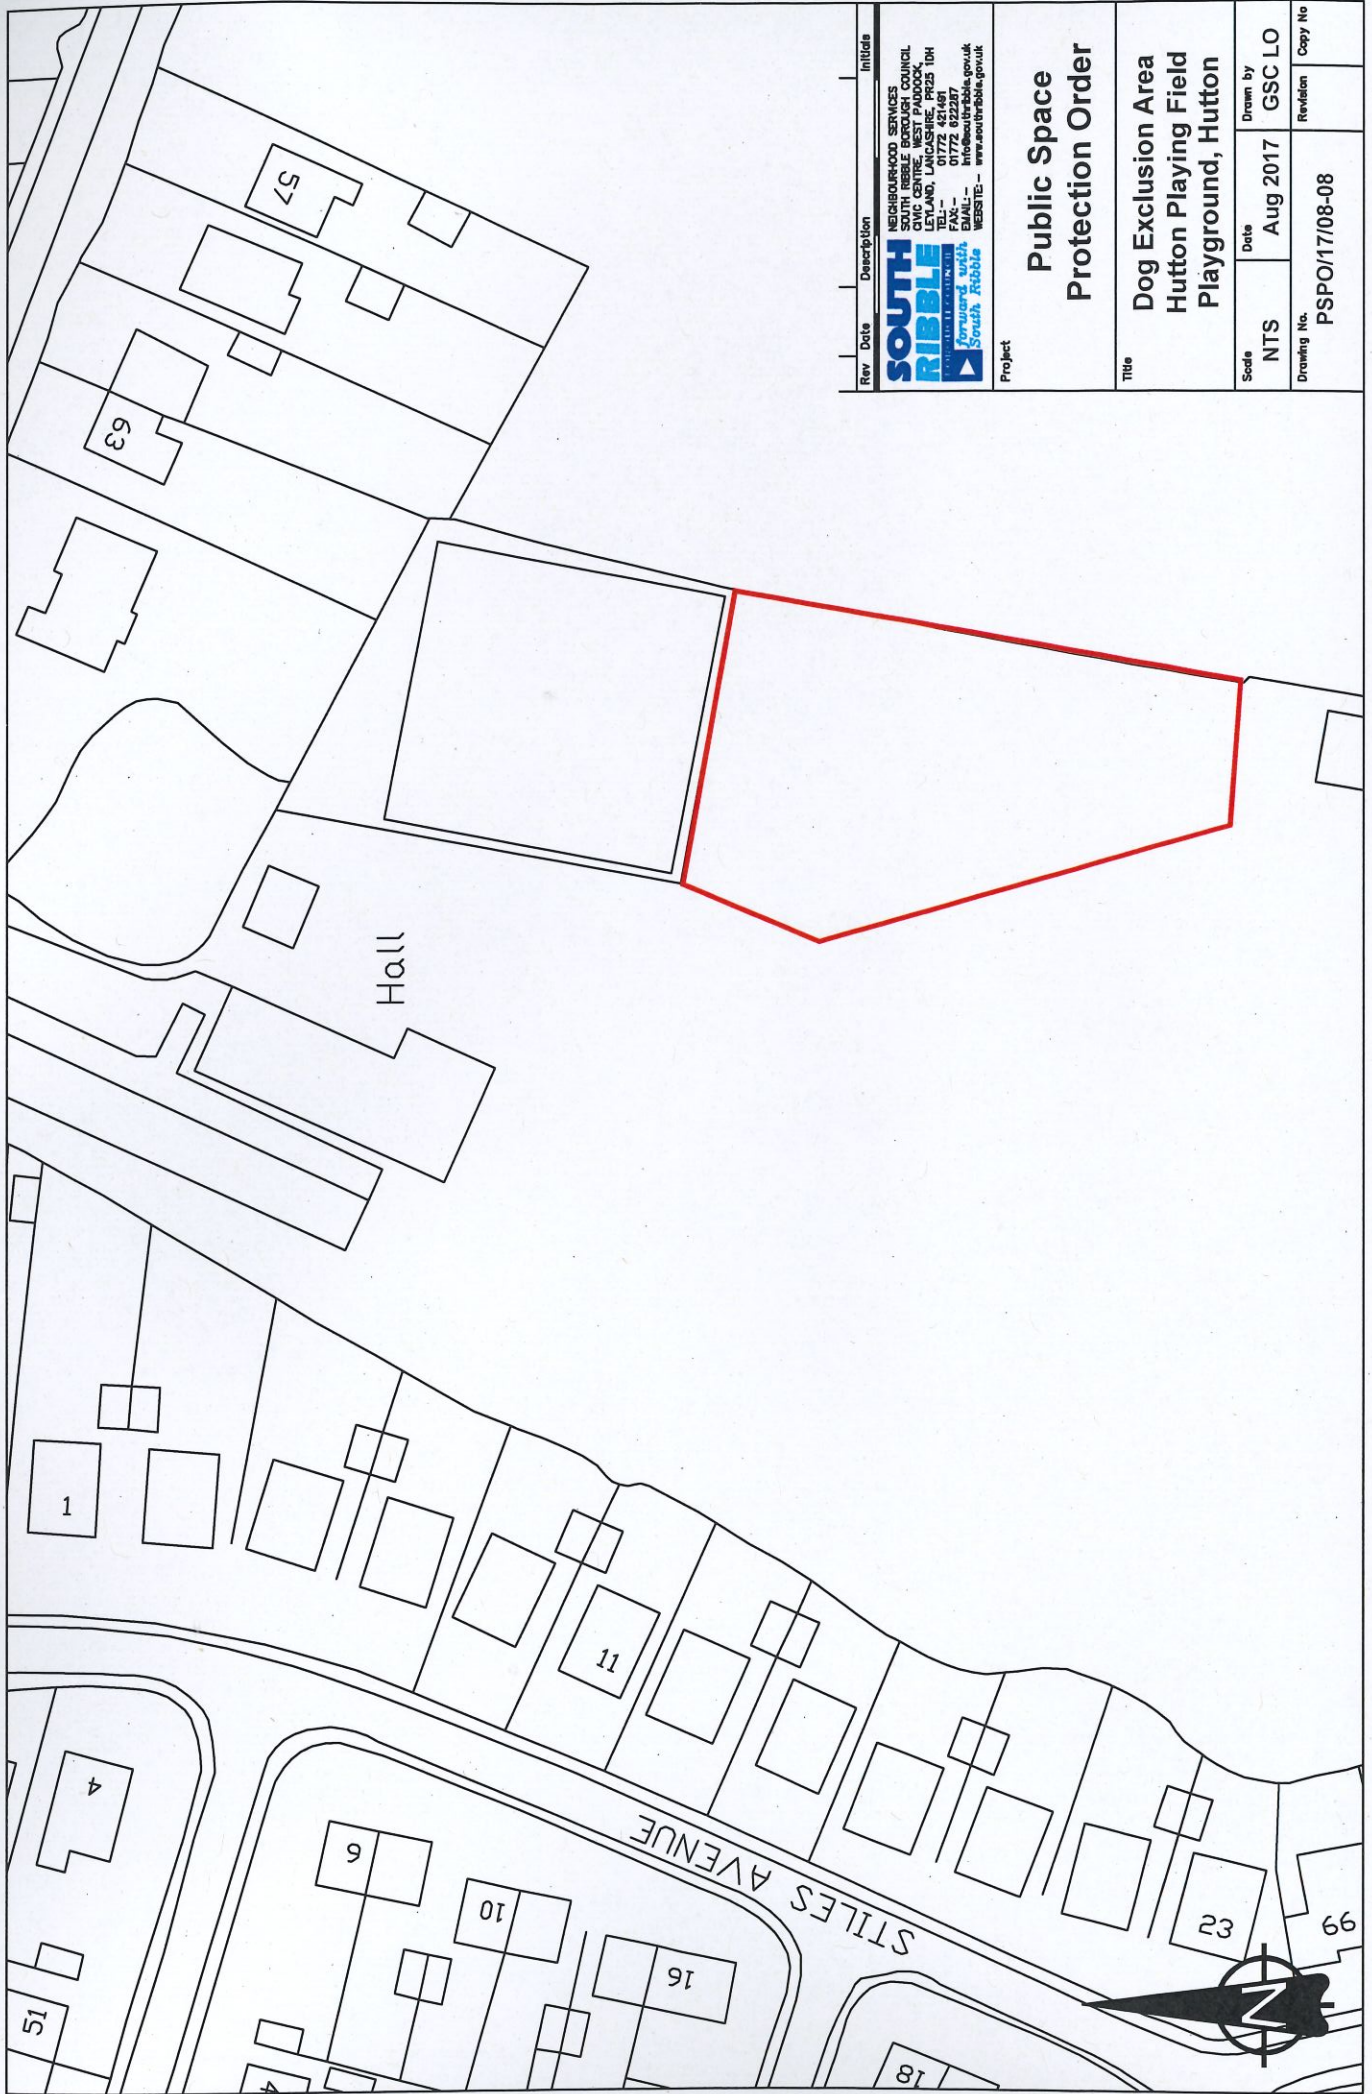 57
63
Hall
1
11
23
66
STILES AVENUE
4
6
10
16
18
51
4
N
Rev Date Description Initials
SOUTH
RIBBLE
forward with
South Ribble
NEIGHBOURHOOD SERVICES
SOUTH RIBBLE BOROUGH COUNCIL
CIVIC CENTRE, WEST PADDOCK,
LEYLAND, LANCASHIRE, PR25 1DH
TEL:- 01772 421491
FAX:- 01772 622287
EMAIL:- info@southribble.gov.uk
WEBSITE:- www.southribble.gov.uk
Project
Public Space
Protection Order
Title
Dog Exclusion Area
Hutton Playing Field
Playground, Hutton
Scale Date Drawn by
NTS Aug 2017 GSC LO
Drawing No. Revision Copy No
PSPO/17/08-08